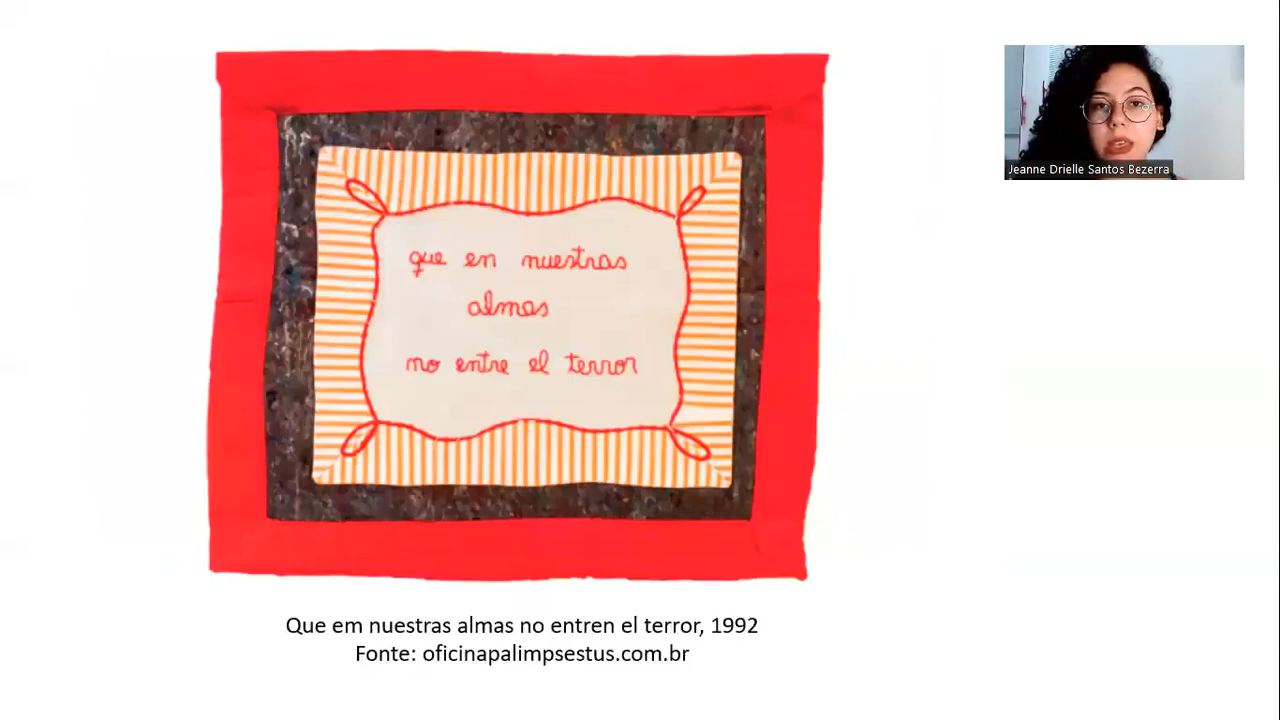 que en nuestras
almas
no entre el terror
Que em nuestras almas no entren el terror, 1992
Fonte: oficinapalimpsestus.com.br
Jeanne Drielle Santos Bezerra